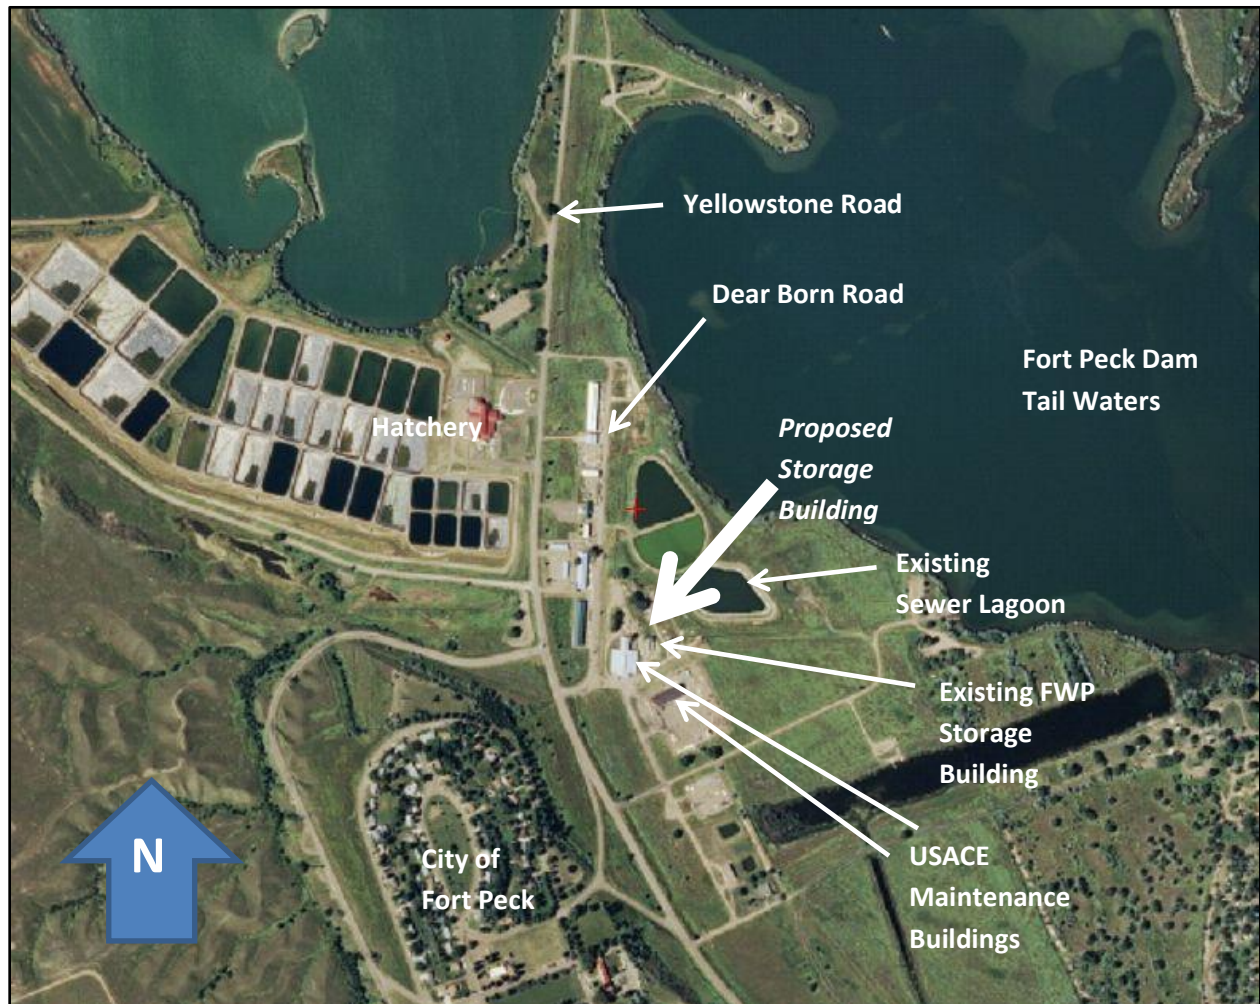 Yellowstone Road
Dear Born Road
Fort Peck Dam
Tail Waters
Proposed
Storage
Building
Hatchery
Existing
Sewer Lagoon
Existing FWP
Storage
Building
USACE
Maintenance
Buildings
City of
Fort Peck
N